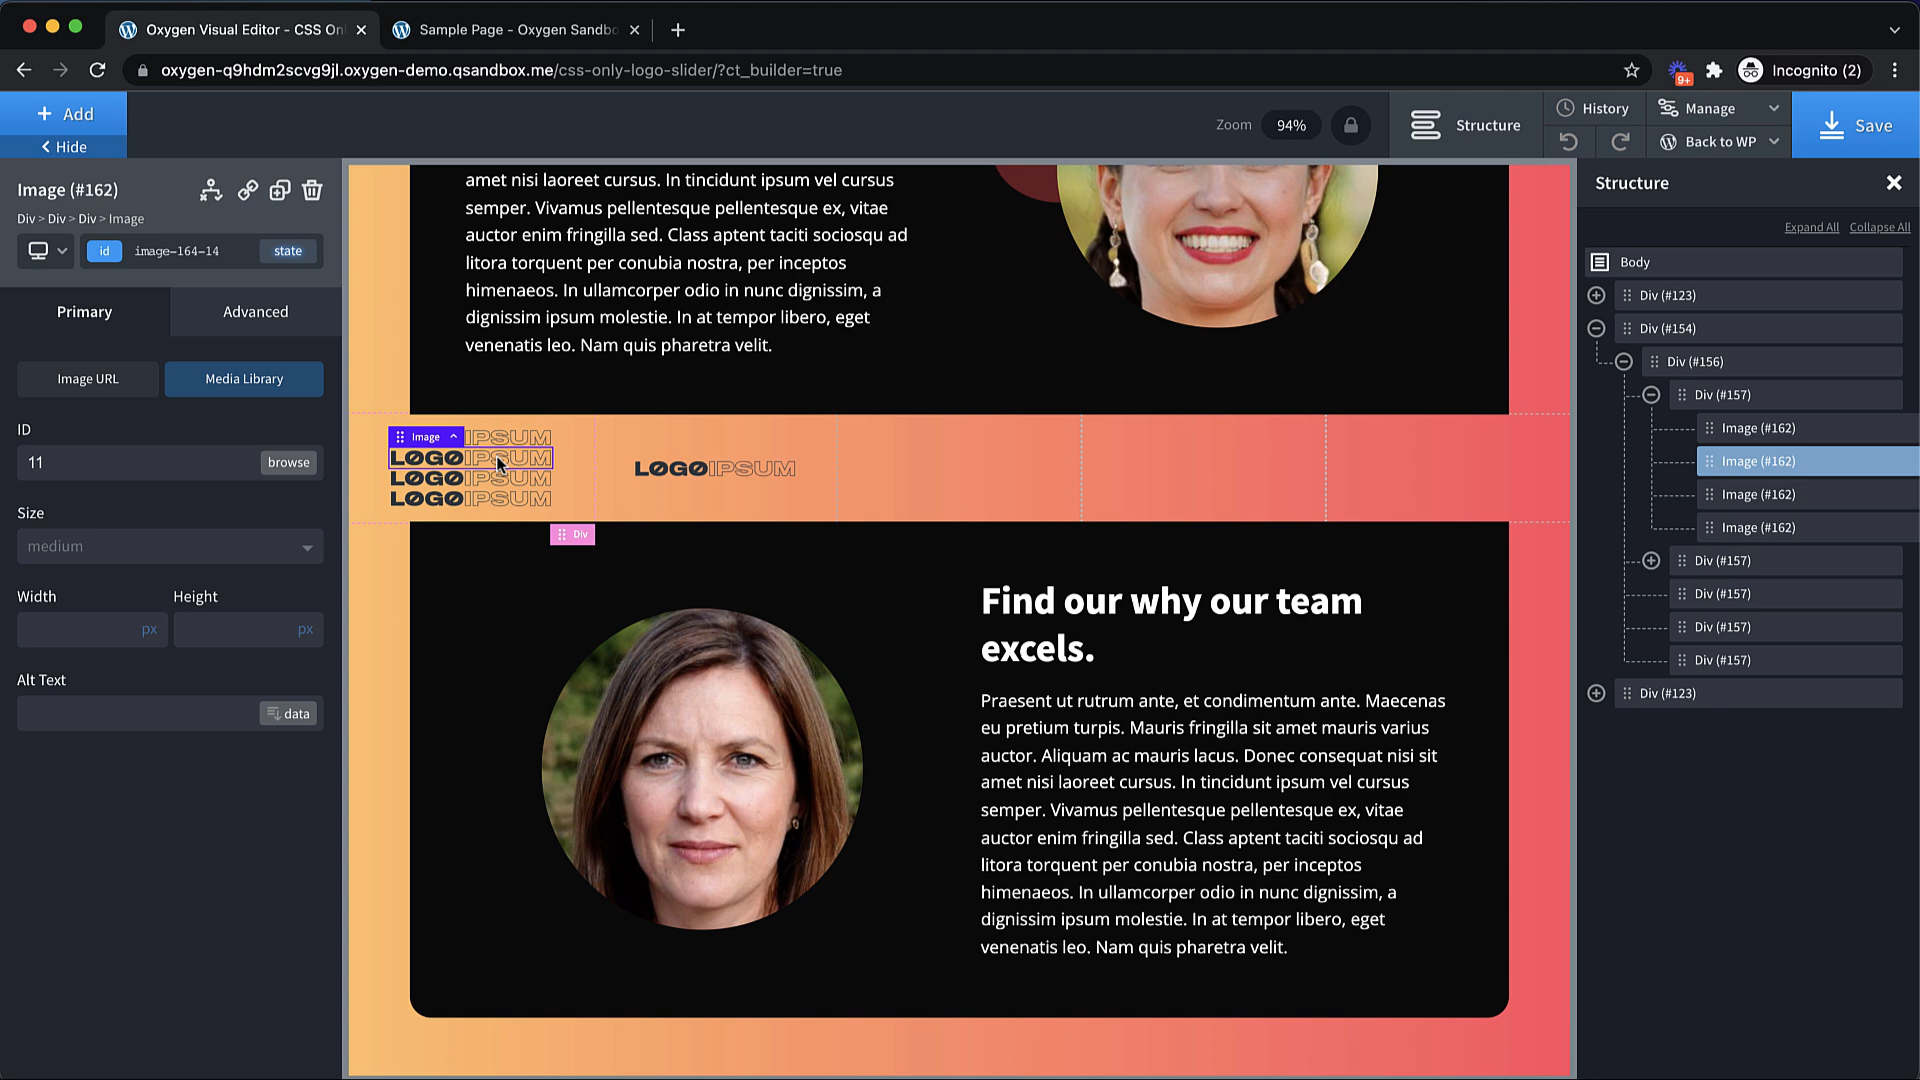 Oxygen Visual Editor - CSS On
Sample Page - Oxygen Sandbo
oxygen-q9hdm2scvg9jl.oxygen-demo.qsandbox.me/css-only-logo-slider/?ct_builder=true
9+
Incognito (2)
+ Add
Hide
Zoom
94%
Structure
History
Manage
Back to WP
Save
Image (#162)
Div > Div > Div > Image
id
image-164-14
state
Primary
Advanced
Image URL
Media Library
ID
11
browse
Size
medium
Width
Height
px
px
Alt Text
data
amet nisi laoreet cursus. In tincidunt ipsum vel cursus
semper. Vivamus pellentesque pellentesque ex, vitae
auctor enim fringilla sed. Class aptent taciti sociosqu ad
litora torquent per conubia nostra, per inceptos
himenaeos. In ullamcorper odio in nunc dignissim, a
dignissim ipsum molestie. In at tempor libero, eget
venenatis leo. Nam quis pharetra velit.
Image
IPSUM
LOGOIPSUM
LOGOIPSUM
LOGOIPSUM
LOGOIPSUM
Div
Find our why our team
excels.
Praesent ut rutrum ante, et condimentum ante. Maecenas
eu pretium turpis. Mauris fringilla sit amet mauris varius
auctor. Aliquam ac mauris lacus. Donec consequat nisi sit
amet nisi laoreet cursus. In tincidunt ipsum vel cursus
semper. Vivamus pellentesque pellentesque ex, vitae
auctor enim fringilla sed. Class aptent taciti sociosqu ad
litora torquent per conubia nostra, per inceptos
himenaeos. In ullamcorper odio in nunc dignissim, a
dignissim ipsum molestie. In at tempor libero, eget
venenatis leo. Nam quis pharetra velit.
Structure
Expand All
Collapse All
Body
Div (#123)
Div (#154)
Div (#156)
Div (#157)
Image (#162)
Image (#162)
Image (#162)
Image (#162)
Div (#157)
Div (#157)
Div (#157)
Div (#157)
Div (#123)